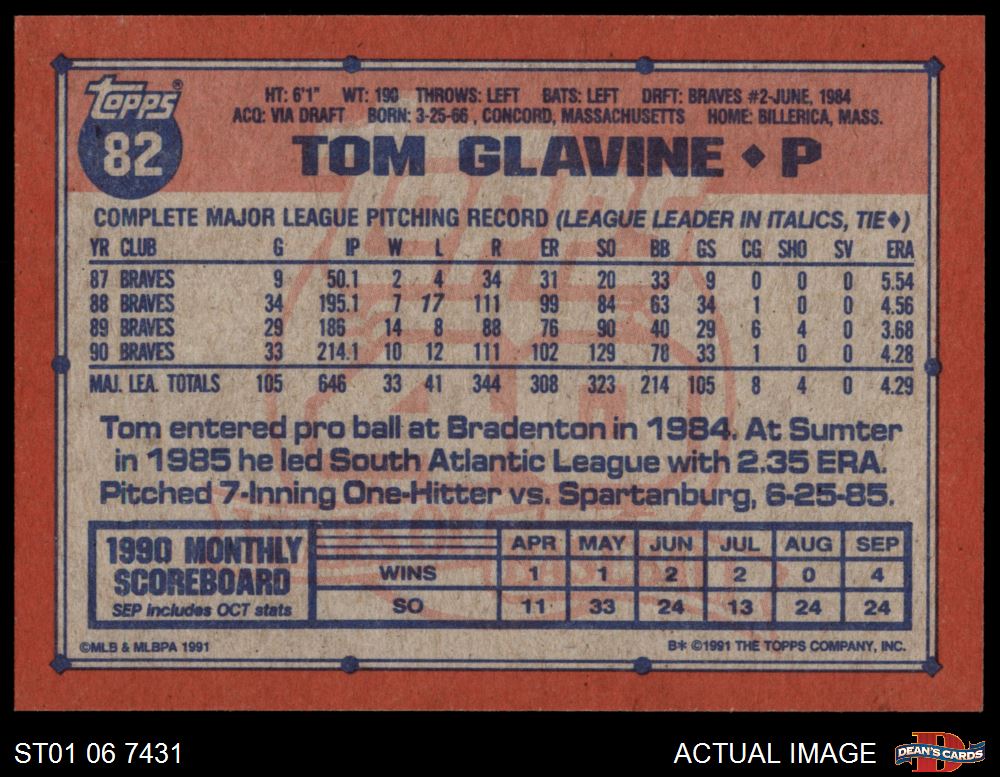 topps®
82
HT: 6'1" WT: 190 THROWS: LEFT BATS: LEFT DRFT: BRAVES #2-JUNE, 1984
ACQ: VIA DRAFT BORN: 3-25-66 , CONCORD, MASSACHUSETTS HOME: BILLERICA, MASS.
TOM GLAVINE ◆ P
COMPLETE MAJOR LEAGUE PITCHING RECORD (LEAGUE LEADER IN ITALICS, TIE◆)
YR CLUB G IP W L R ER SO BB GS CG SHO SV ERA
87 BRAVES 9 50.1 2 4 34 31 20 33 9 0 0 0 5.54
88 BRAVES 34 195.1 7 17 111 99 84 63 34 1 0 0 4.56
89 BRAVES 29 186 14 8 88 76 90 40 29 6 4 0 3.68
90 BRAVES 33 214.1 10 12 111 102 129 78 33 1 0 0 4.28
MAJ. LEA. TOTALS 105 646 33 41 344 308 323 214 105 8 4 0 4.29
Tom entered pro ball at Bradenton in 1984. At Sumter
in 1985 he led South Atlantic League with 2.35 ERA.
Pitched 7-Inning One-Hitter vs. Spartanburg, 6-25-85.
1990 MONTHLY
SCOREBOARD
SEP includes OCT stats
APR MAY JUN JUL AUG SEP
WINS 1 1 2 2 0 4
SO 11 33 24 13 24 24
©MLB & MLBPA 1991
B* ©1991 THE TOPPS COMPANY, INC.
ST01 06 7431
ACTUAL IMAGE
DEAN'S CARDS